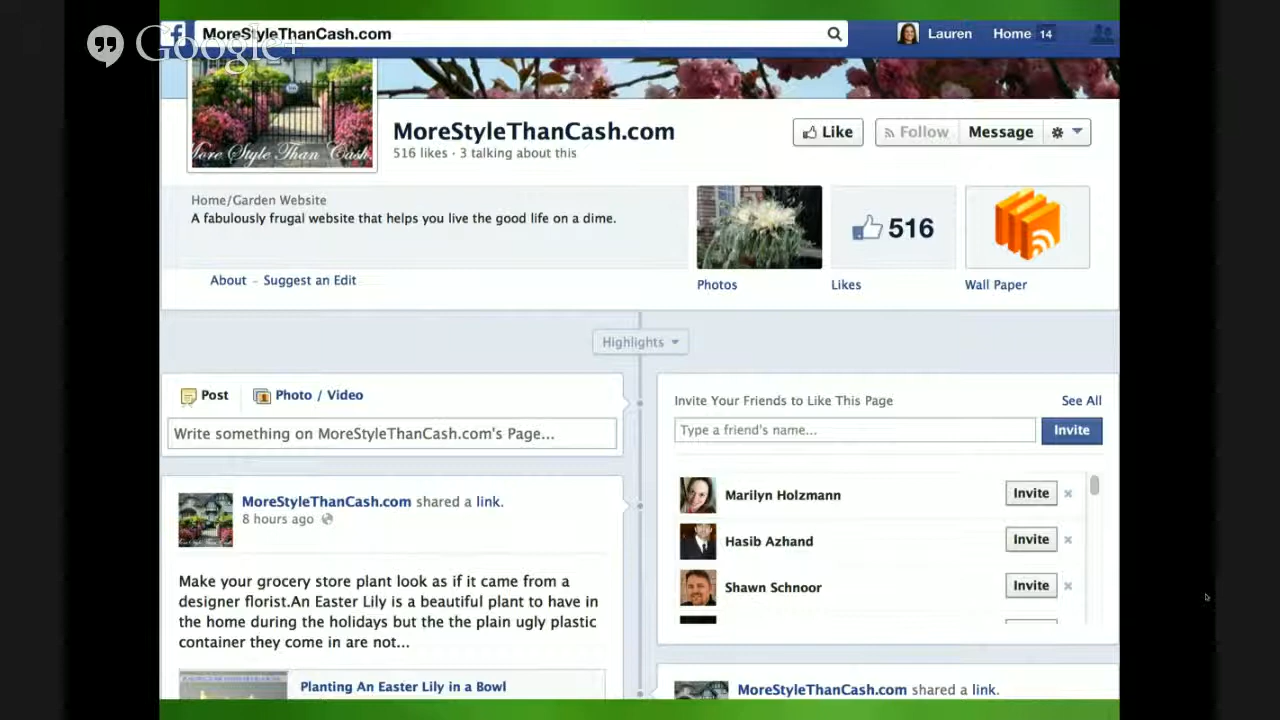 Google+
MoreStyleThanCash.com
Lauren
Home 14
More Style Than Cash
MoreStyleThanCash.com
516 likes · 3 talking about this
Like
Follow
Message
Home/Garden Website
A fabulously frugal website that helps you live the good life on a dime.
About – Suggest an Edit
516
Photos
Likes
Wall Paper
Highlights
Post
Photo / Video
Write something on MoreStyleThanCash.com's Page...
Invite Your Friends to Like This Page
See All
Type a friend's name...
Invite
Marilyn Holzmann
Invite
Hasib Azhand
Invite
Shawn Schnoor
Invite
MoreStyleThanCash.com shared a link.
8 hours ago
Make your grocery store plant look as if it came from a
designer florist.An Easter Lily is a beautiful plant to have in
the home during the holidays but the the plain ugly plastic
container they come in are not...
Planting An Easter Lily in a Bowl
MoreStyleThanCash.com shared a link.